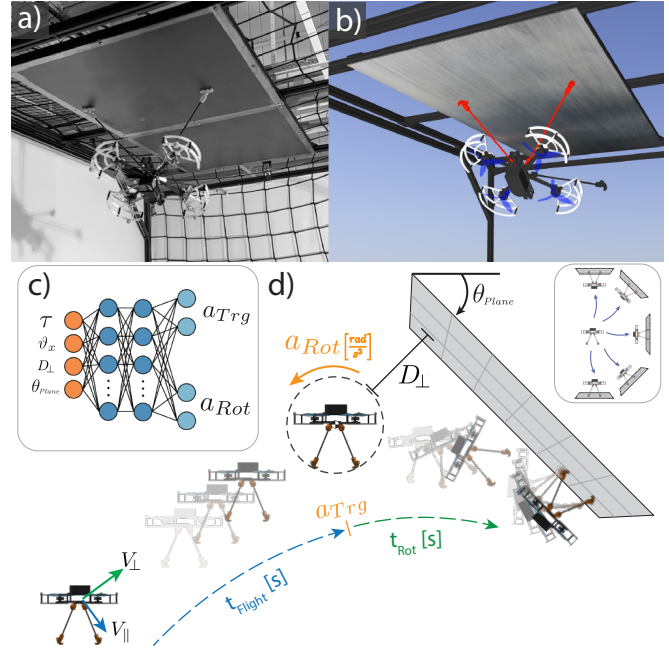 a)
b)
c)
τ
ϑₓ
D⊥
θPlane
aTrg
aRot
d)
θPlane
aRot [rad/s²]
D⊥
aTrg
tFlight [s]
tRot [s]
V⊥
V∥